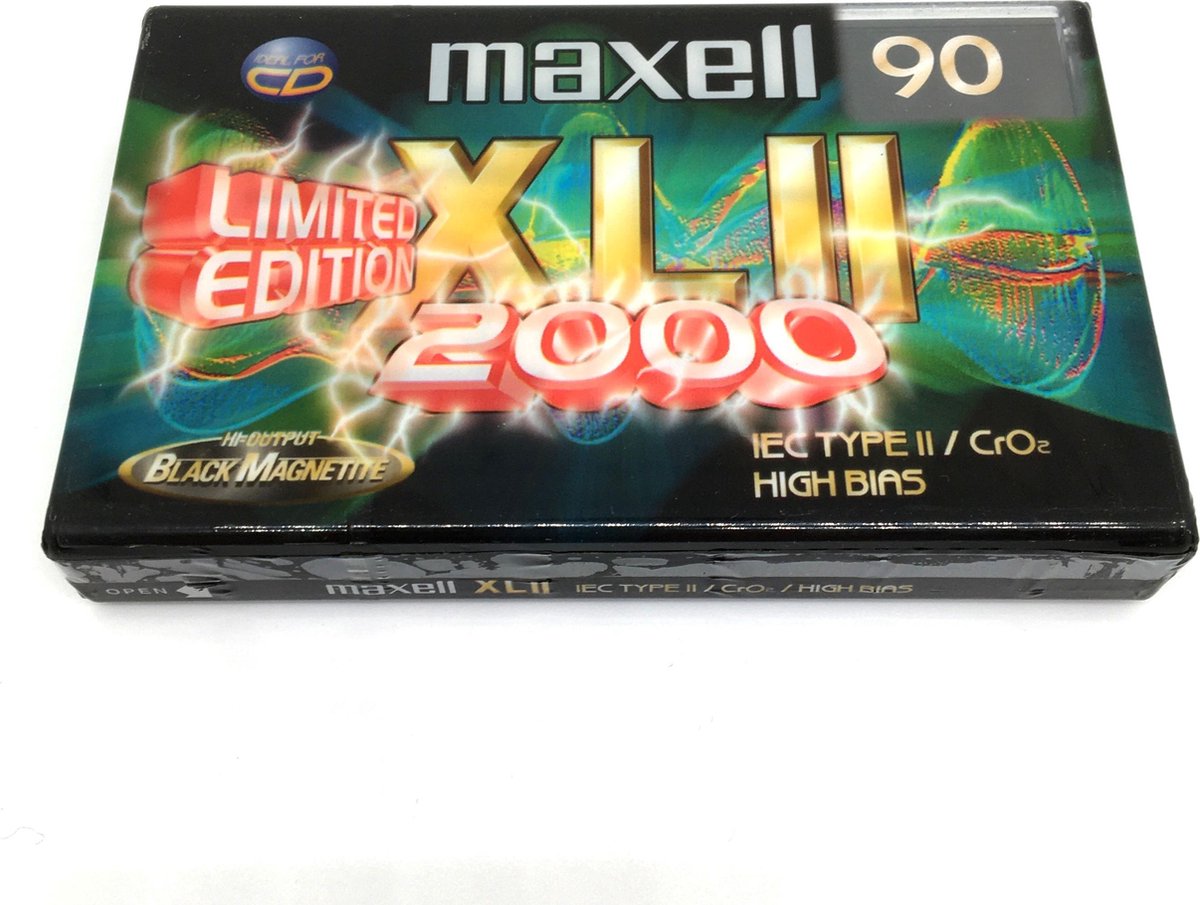 IDEAL FOR
CD
maxell
90
LIMITED
EDITION
XLII
2000
HI-OUTPUT
BLACK MAGNETITE
IEC TYPE II / CrO₂
HIGH BIAS
OPEN
maxell XLII IEC TYPE II / CrO₂ / HIGH BIAS